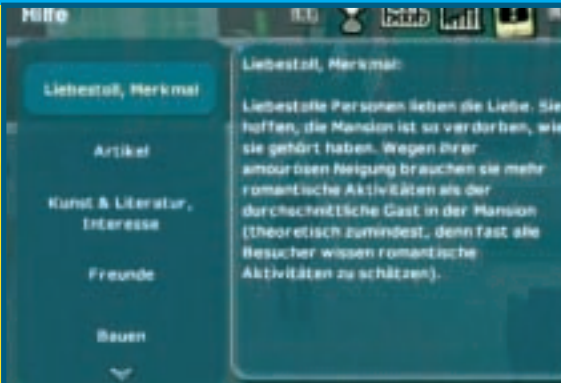 Hilfe
Liebestoll, Merkmal
Artikel
Kunst & Literatur,
Interesse
Freunde
Bauen
Liebestoll, Merkmal:
Liebestolle Personen lieben die Liebe. Sie
hoffen, die Mansion ist so verdorben, wie
sie gehört haben. Wegen ihrer
amourösen Neigung brauchen sie mehr
romantische Aktivitäten als der
durchschnittliche Gast in der Mansion
(theoretisch zumindest, denn fast alle
Besucher wissen romantische
Aktivitäten zu schätzen).